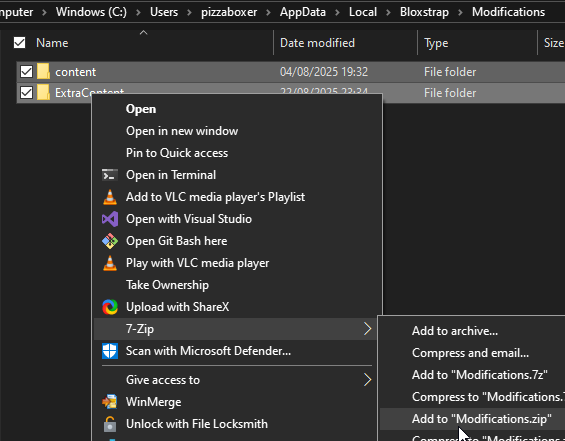 mputer > Windows (C:) > Users > pizzaboxer > AppData > Local > Bloxstrap > Modifications
Name Date modified Type Size
content 04/08/2025 19:32 File folder
ExtraContent 22/08/2025 23:34 File folder
Open
Open in new window
Pin to Quick access
Open in Terminal
Add to VLC media player's Playlist
Open with Visual Studio
Open Git Bash here
Play with VLC media player
Take Ownership
Upload with ShareX
7-Zip
Scan with Microsoft Defender...
Give access to
WinMerge
Unlock with File Locksmith
Add to archive...
Compress and email...
Add to "Modifications.7z"
Compress to "Modifications.7
Add to "Modifications.zip"
Compress to "Modifications